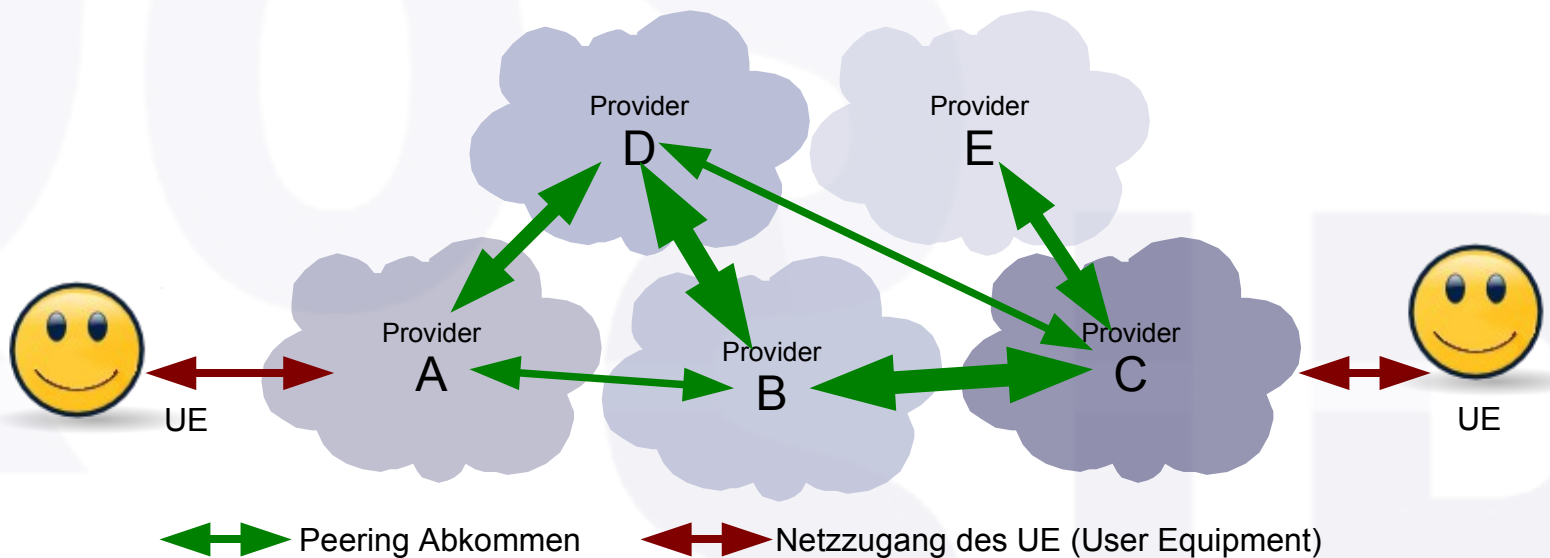 Provider
D
Provider
E
Provider
A
Provider
B
Provider
C
UE
UE
Peering Abkommen
Netzzugang des UE (User Equipment)